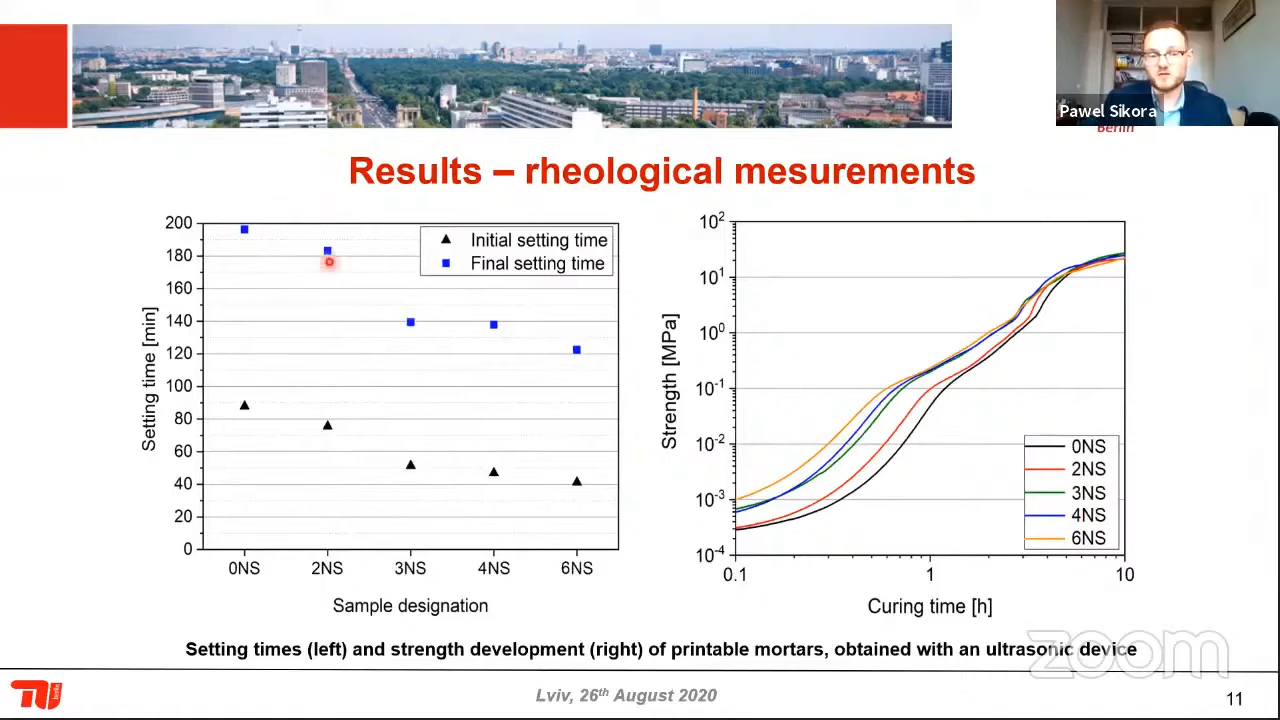 Pawel Sikora
Berlin
Results – rheological mesurements
200
180
160
140
120
100
80
60
40
20
0
Setting time [min]
Initial setting time
Final setting time
0NS 2NS 3NS 4NS 6NS
Sample designation
10²
10¹
10⁰
10⁻¹
10⁻²
10⁻³
10⁻⁴
Strength [MPa]
0NS
2NS
3NS
4NS
6NS
0.1 1 10
Curing time [h]
Setting times (left) and strength development (right) of printable mortars, obtained with an ultrasonic device
zoom
berlin
Lviv, 26th August 2020
11